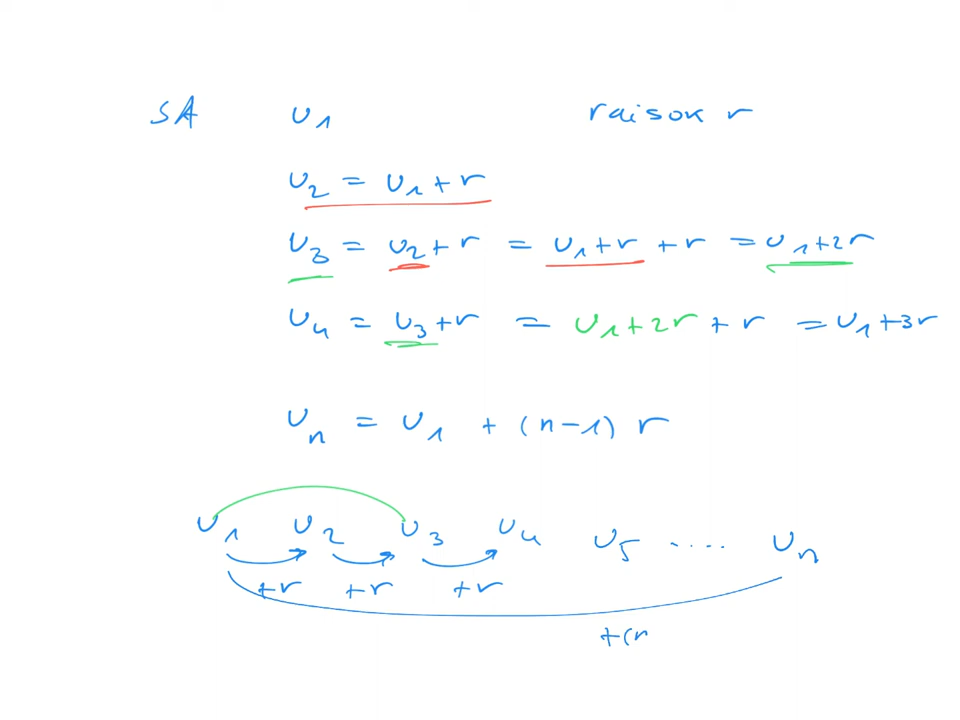 SA u1 raison r
u2 = u1 + r
u3 = u2 + r = u1 + r + r = u1 + 2r
u4 = u3 + r = u1 + 2r + r = u1 + 3r
un = u1 + (n-1) r
u1 u2 u3 u4 u5 ..... un
+r +r +r
+(n